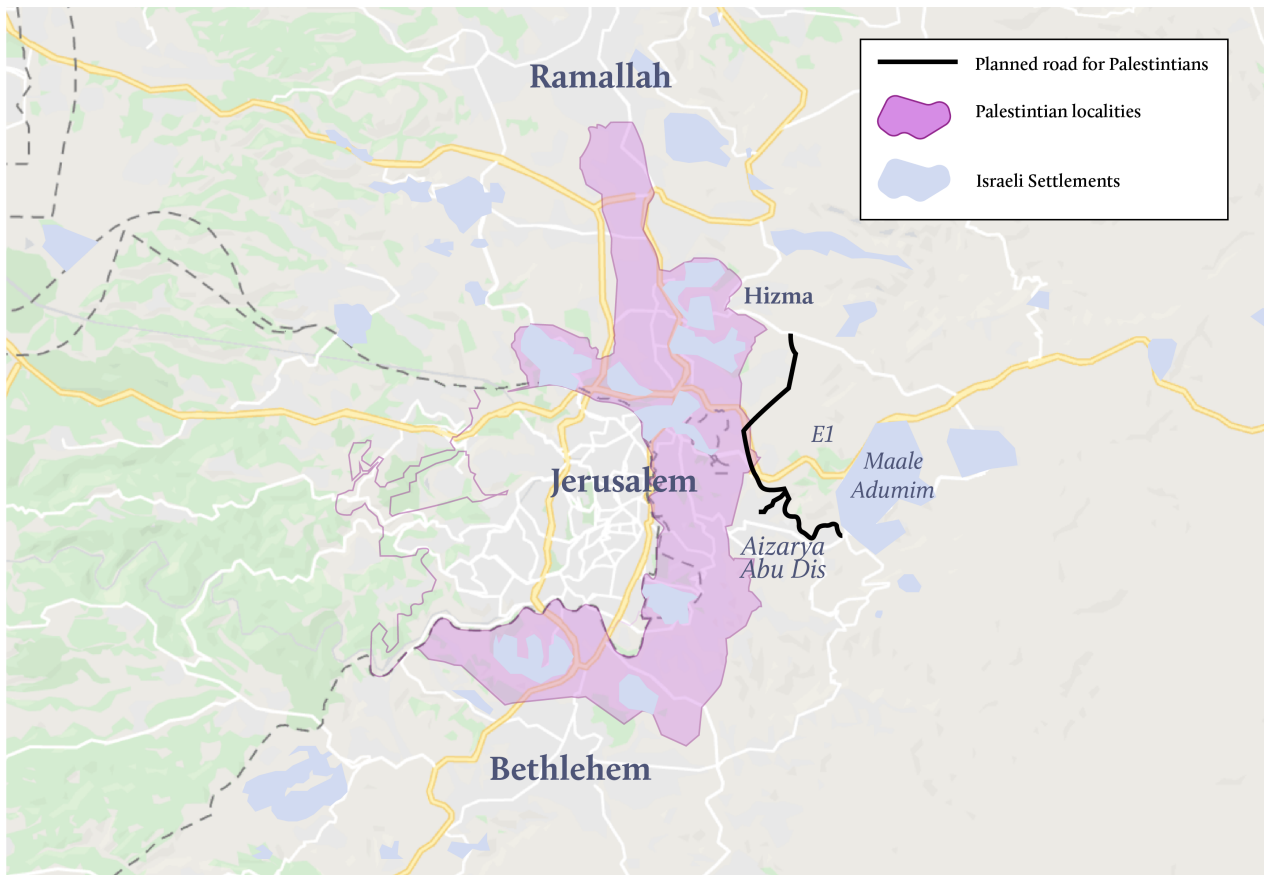 Ramallah
Planned road for Palestintians
Palestintian localities
Israeli Settlements
Hizma
E1
Maale
Adumim
Jerusalem
Aizarya
Abu Dis
Bethlehem